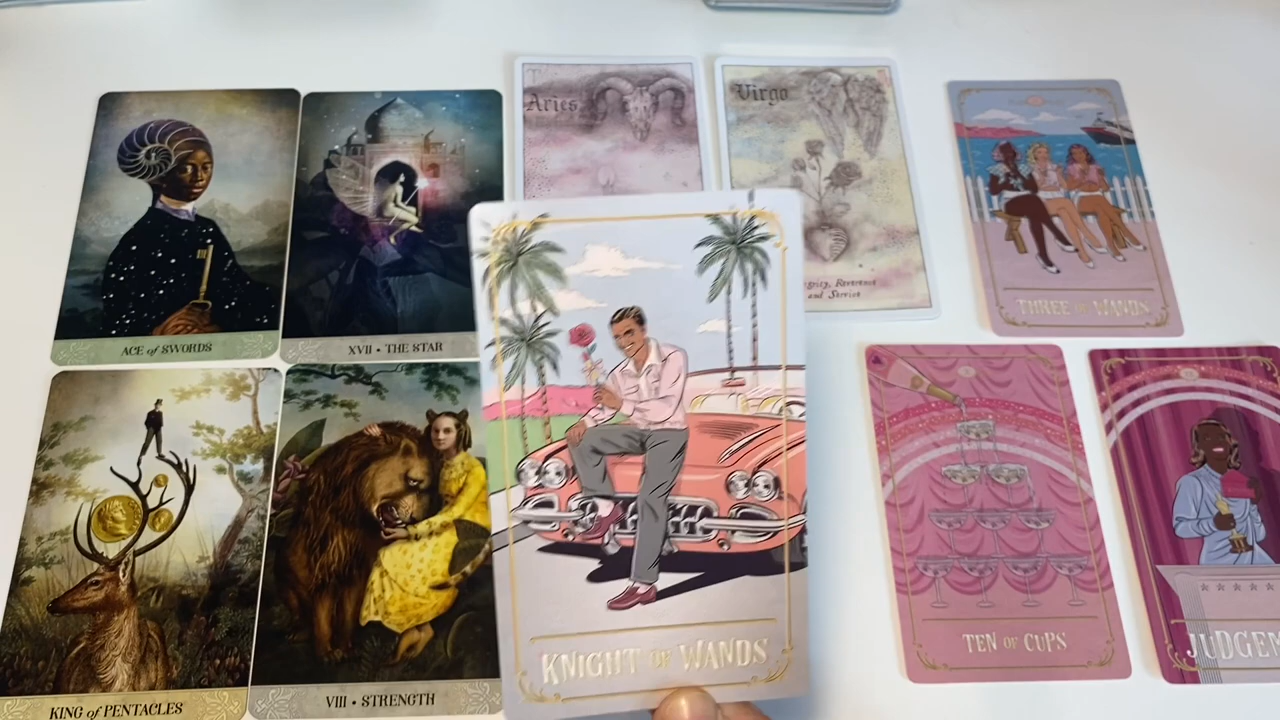 Aries
Virgo
THREE OF WANDS
and Service
Reverence
ACE of SWORDS
XVII • THE STAR
KNIGHT OF WANDS
TEN OF CUPS
KING of PENTACLES
VIII • STRENGTH